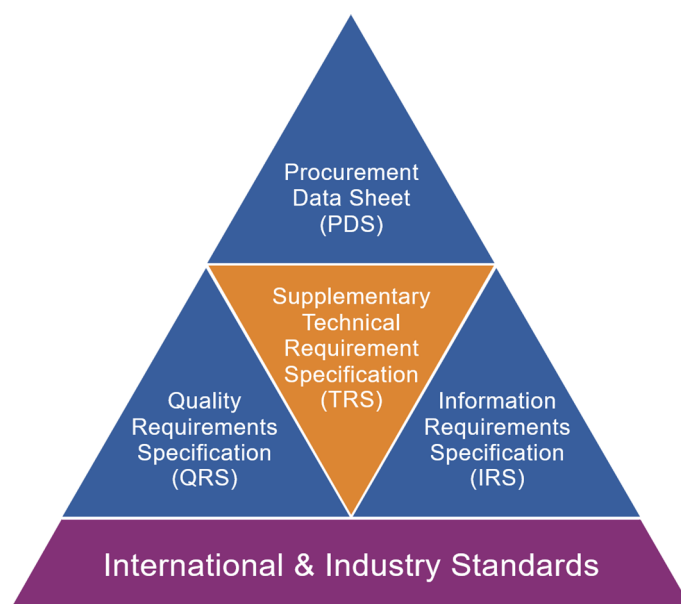 Procurement
Data Sheet
(PDS)
Supplementary
Technical
Requirement
Specification
(TRS)
Quality
Requirements
Specification
(QRS)
Information
Requirements
Specification
(IRS)
International & Industry Standards